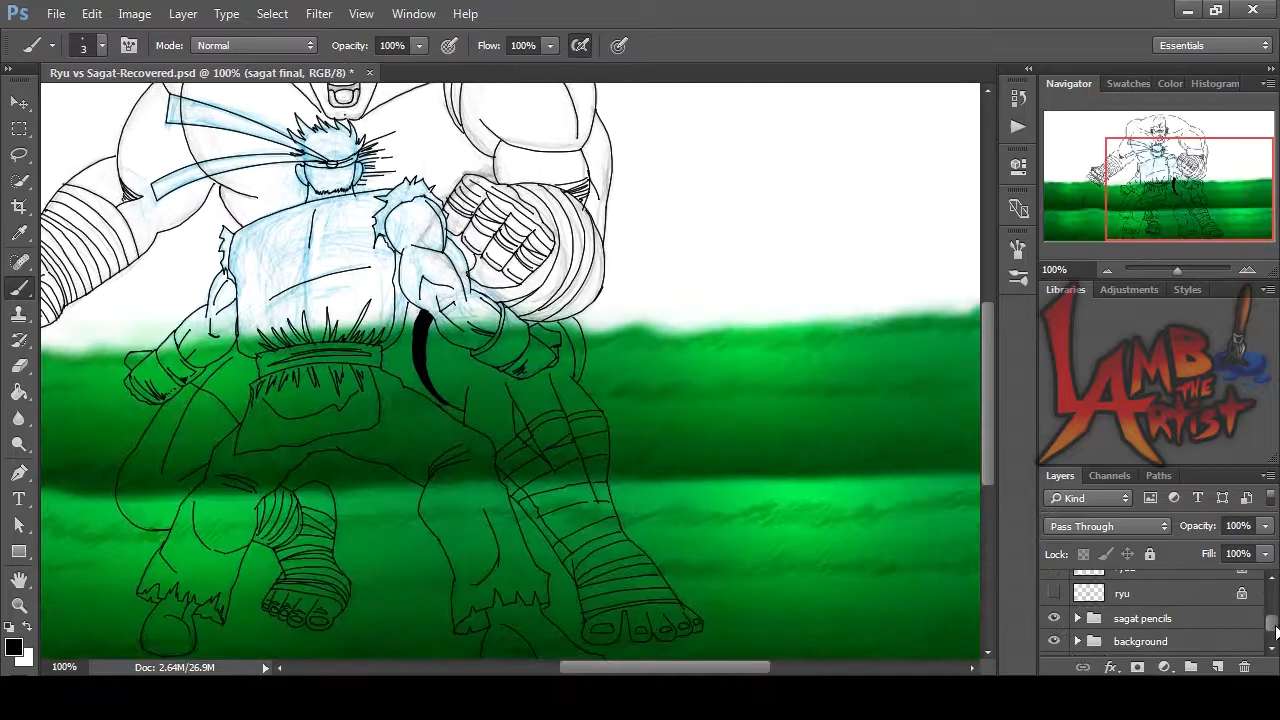 Ps File Edit Image Layer Type Select Filter View Window Help
3 Mode: Normal Opacity: 100% Flow: 100% Essentials
Ryu vs Sagat-Recovered.psd @ 100% (sagat final, RGB/8) *
Navigator Swatches Color Histogram
100%
Libraries Adjustments Styles
LAMB
THE
ARTIST
Layers Channels Paths
Kind
Pass Through Opacity: 100%
Lock: Fill: 100%
ryu
sagat pencils
background
100% Doc: 2.64M/26.9M